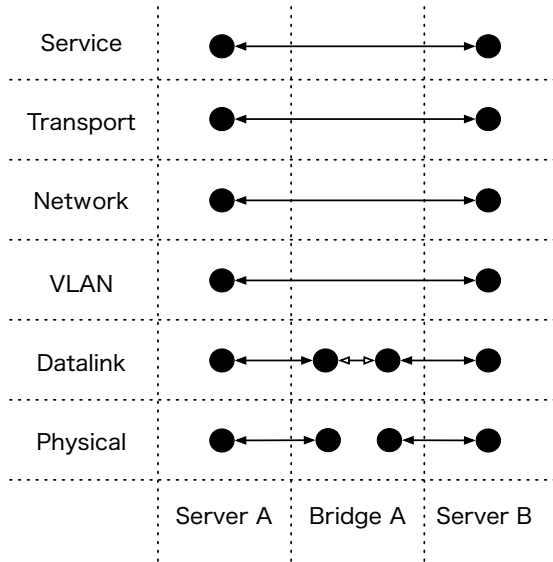 Service
Transport
Network
VLAN
Datalink
Physical
Server A Bridge A Server B